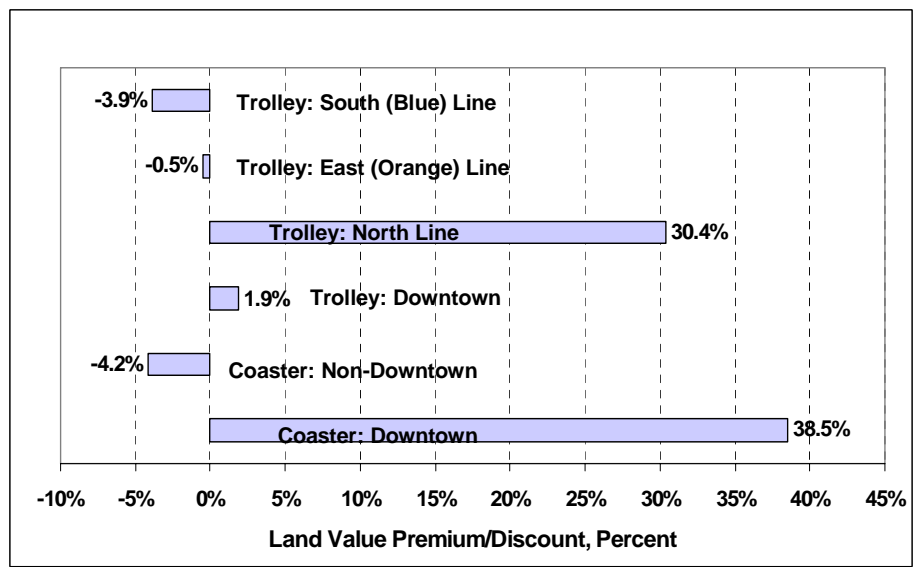 -3.9% Trolley: South (Blue) Line
-0.5% Trolley: East (Orange) Line
Trolley: North Line 30.4%
1.9% Trolley: Downtown
-4.2% Coaster: Non-Downtown
Coaster: Downtown 38.5%
-10% -5% 0% 5% 10% 15% 20% 25% 30% 35% 40% 45%
Land Value Premium/Discount, Percent